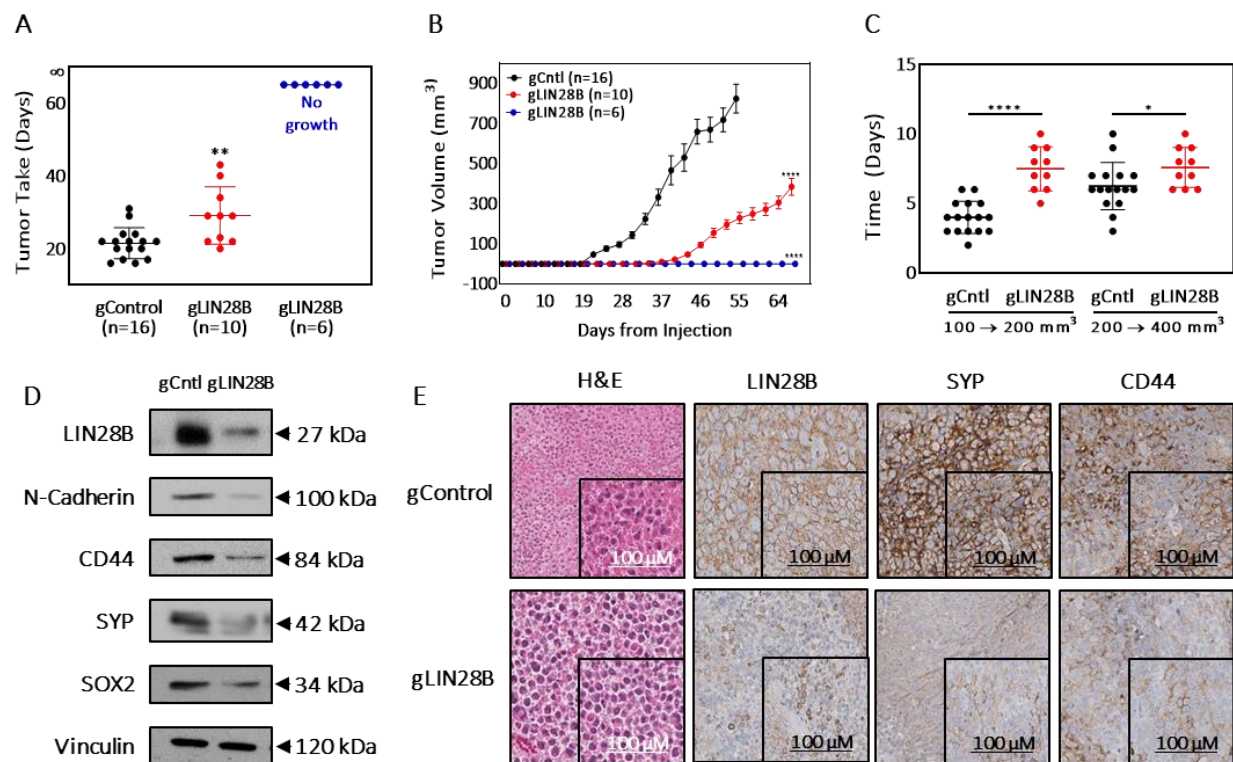 A
Tumor Take (Days)
∞
60
40
20
No
growth
**
gControl
(n=16)
gLIN28B
(n=10)
gLIN28B
(n=6)
B
Tumor Volume (mm³)
900
700
500
300
100
-100
gCntl (n=16)
gLIN28B (n=10)
gLIN28B (n=6)
****
****
0 10 19 28 37 46 55 64
Days from Injection
C
Time (Days)
15
10
5
0
**** *
gCntl gLIN28B gCntl gLIN28B
100 → 200 mm³ 200 → 400 mm³
D
gCntl gLIN28B
LIN28B 27 kDa
N-Cadherin 100 kDa
CD44 84 kDa
SYP 42 kDa
SOX2 34 kDa
Vinculin 120 kDa
E
H&E LIN28B SYP CD44
gControl
100 µM 100 µM 100 µM 100 µM
gLIN28B
100 µM 100 µM 100 µM 100 µM